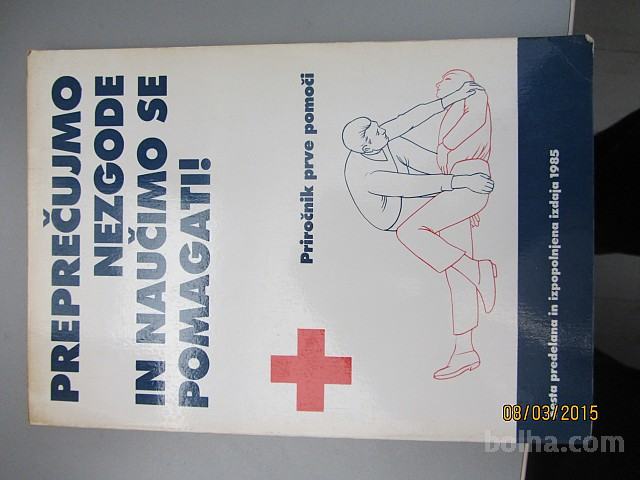 PREPREČUJMO
NEZGODE
IN NAUČIMO SE
POMAGATI!
Priročnik prve pomoči
šesta predelana in izpopolnjena izdaja 1985
08/03/2015
bolha.com